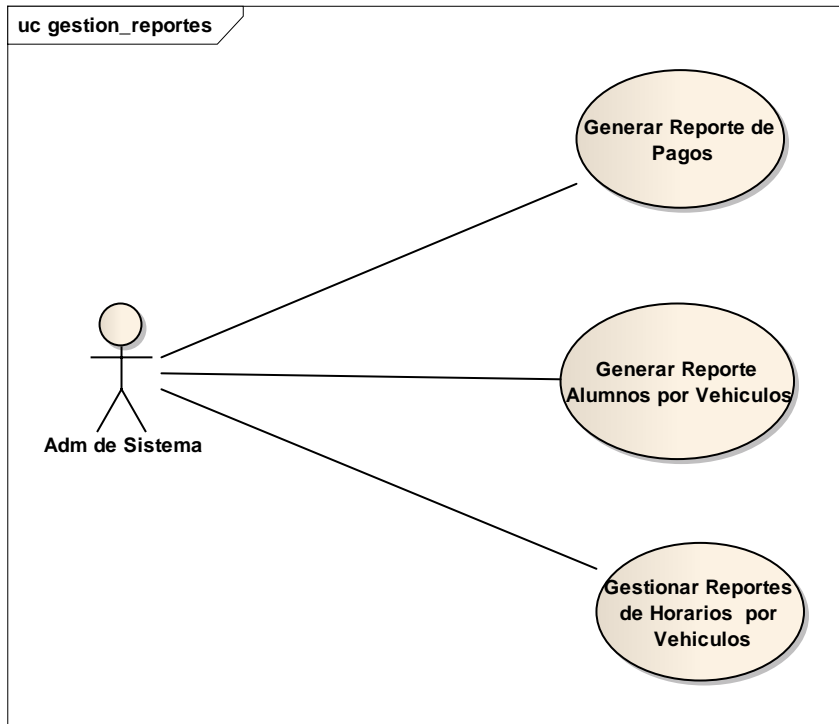 uc gestion_reportes
Generar Reporte de
Pagos
Generar Reporte
Alumnos por Vehiculos
Adm de Sistema
Gestionar Reportes
de Horarios por
Vehiculos